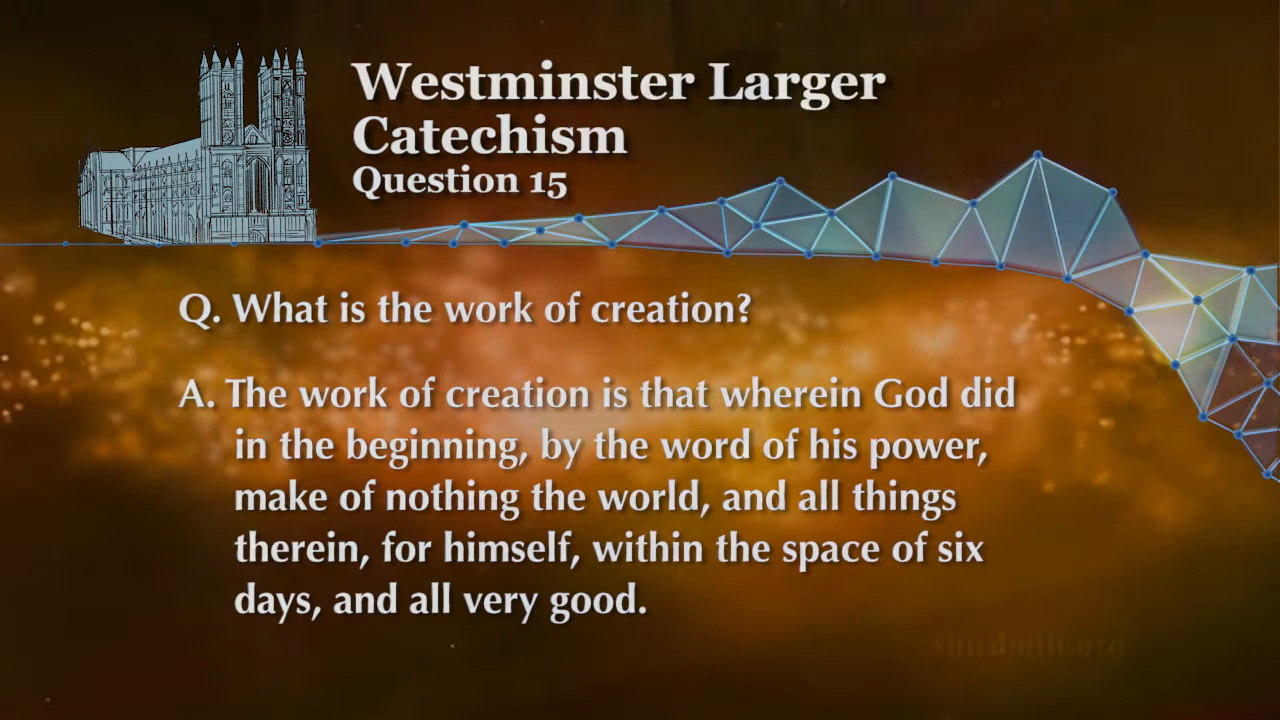 Westminster Larger
Catechism
Question 15
Q. What is the work of creation?
A. The work of creation is that wherein God did
in the beginning, by the word of his power,
make of nothing the world, and all things
therein, for himself, within the space of six
days, and all very good.